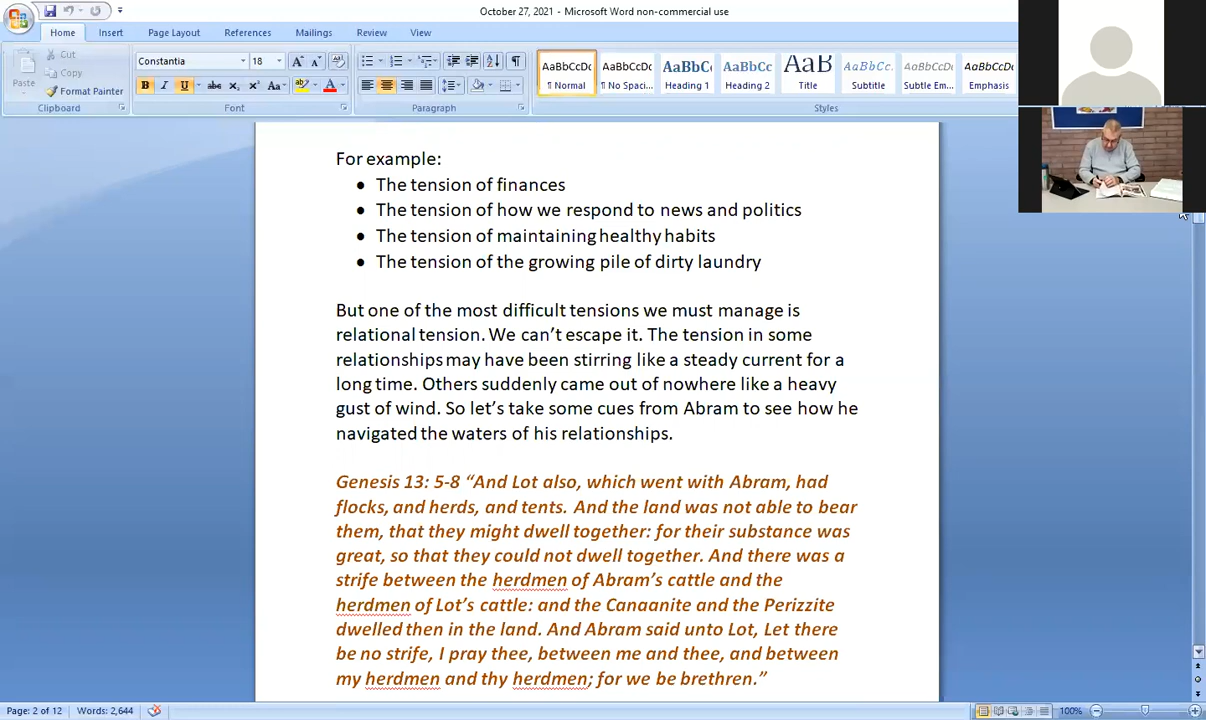 October 27, 2021 - Microsoft Word non-commercial use
Home Insert Page Layout References Mailings Review View
Paste
Cut
Copy
Format Painter
Clipboard
Constantia 18
Font
Paragraph
AaBbCcDc AaBbCcDc AaBbCc AaBbCc AaB AaBbCc AaBbCcDc AaBbCcDc
¶ Normal ¶ No Spaci... Heading 1 Heading 2 Title Subtitle Subtle Em... Emphasis
Styles
For example:
• The tension of finances
• The tension of how we respond to news and politics
• The tension of maintaining healthy habits
• The tension of the growing pile of dirty laundry
But one of the most difficult tensions we must manage is
relational tension. We can’t escape it. The tension in some
relationships may have been stirring like a steady current for a
long time. Others suddenly came out of nowhere like a heavy
gust of wind. So let’s take some cues from Abram to see how he
navigated the waters of his relationships.
Genesis 13: 5-8 “And Lot also, which went with Abram, had
flocks, and herds, and tents. And the land was not able to bear
them, that they might dwell together: for their substance was
great, so that they could not dwell together. And there was a
strife between the herdmen of Abram’s cattle and the
herdmen of Lot’s cattle: and the Canaanite and the Perizzite
dwelled then in the land. And Abram said unto Lot, Let there
be no strife, I pray thee, between me and thee, and between
my herdmen and thy herdmen; for we be brethren.”
Page: 2 of 12 Words: 2,644 100%